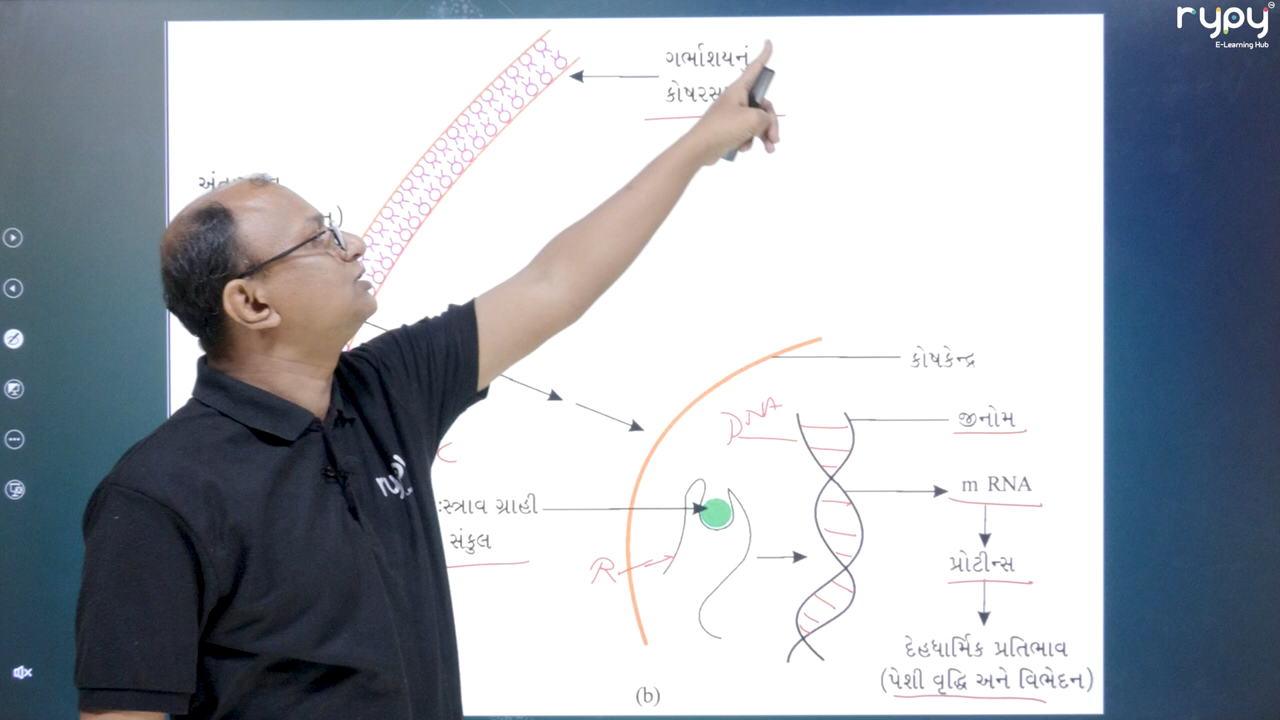 rypy
E-Learning Hub
ગર્ભાશયનું
કોષકેન્દ્ર
DNA
જીનોમ
m RNA
સ્ત્રાવ ગ્રાહી
સંકુલ
R
પ્રોટીન્સ
દેહધાર્મિક પ્રતિભાવ
(પેશી વૃદ્ધિ અને વિભેદન)
(b)